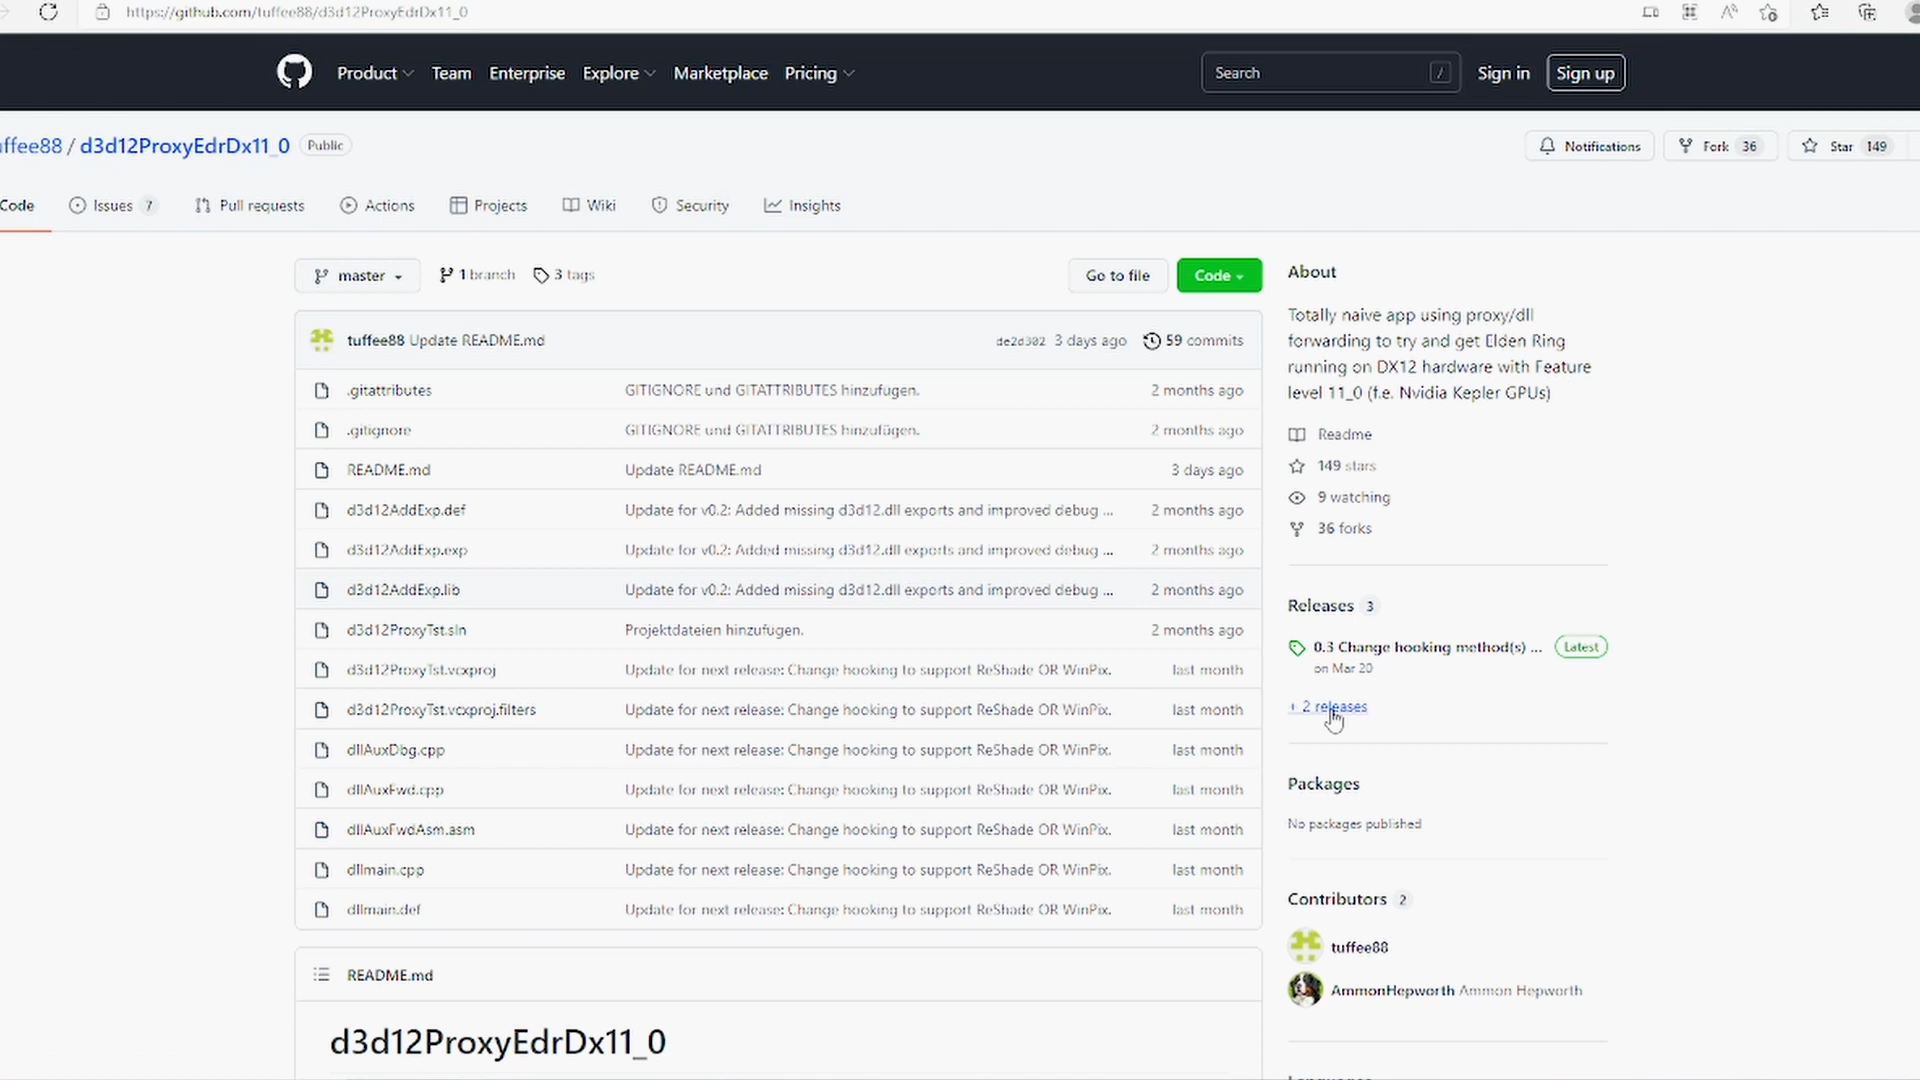 https://github.com/tuffee88/d3d12ProxyEdrDx11_0
Product Team Enterprise Explore Marketplace Pricing Search / Sign in Sign up
uffee88 / d3d12ProxyEdrDx11_0 Public Notifications Fork 36 Star 149
Code Issues 7 Pull requests Actions Projects Wiki Security Insights
master 1 branch 3 tags Go to file Code
tuffee88 Update README.md de2d302 3 days ago 59 commits
.gitattributes GITIGNORE und GITATTRIBUTES hinzufügen. 2 months ago
.gitignore GITIGNORE und GITATTRIBUTES hinzufügen. 2 months ago
README.md Update README.md 3 days ago
d3d12AddExp.def Update for v0.2: Added missing d3d12.dll exports and improved debug ... 2 months ago
d3d12AddExp.exp Update for v0.2: Added missing d3d12.dll exports and improved debug ... 2 months ago
d3d12AddExp.lib Update for v0.2: Added missing d3d12.dll exports and improved debug ... 2 months ago
d3d12ProxyTst.sln Projektdateien hinzufügen. 2 months ago
d3d12ProxyTst.vcxproj Update for next release: Change hooking to support ReShade OR WinPix. last month
d3d12ProxyTst.vcxproj.filters Update for next release: Change hooking to support ReShade OR WinPix. last month
dllAuxDbg.cpp Update for next release: Change hooking to support ReShade OR WinPix. last month
dllAuxFwd.cpp Update for next release: Change hooking to support ReShade OR WinPix. last month
dllAuxFwdAsm.asm Update for next release: Change hooking to support ReShade OR WinPix. last month
dllmain.cpp Update for next release: Change hooking to support ReShade OR WinPix. last month
dllmain.def Update for next release: Change hooking to support ReShade OR WinPix. last month
README.md
d3d12ProxyEdrDx11_0
About
Totally naive app using proxy/dll
forwarding to try and get Elden Ring
running on DX12 hardware with Feature
level 11_0 (f.e. Nvidia Kepler GPUs)
Readme
149 stars
9 watching
36 forks
Releases 3
0.3 Change hooking method(s) ... Latest
on Mar 20
+ 2 releases
Packages
No packages published
Contributors 2
tuffee88
AmmonHepworth Ammon Hepworth